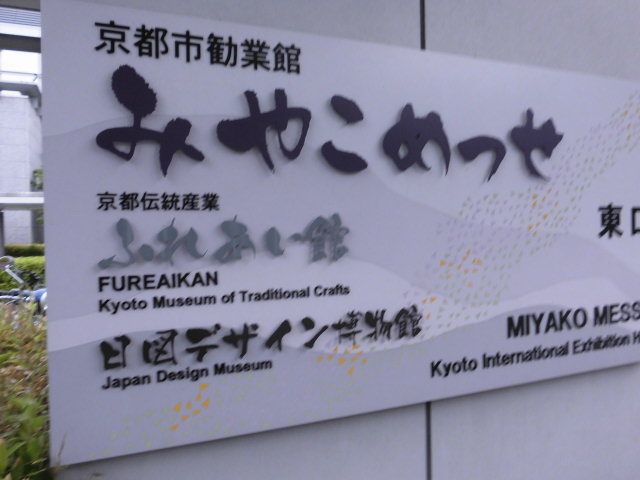 京都市勧業館
みやこめっせ
京都伝統産業
ふれあい館
FUREAIKAN
Kyoto Museum of Traditional Crafts
日図デザイン博物館
Japan Design Museum
東口
MIYAKO MESS
Kyoto International Exhibition H